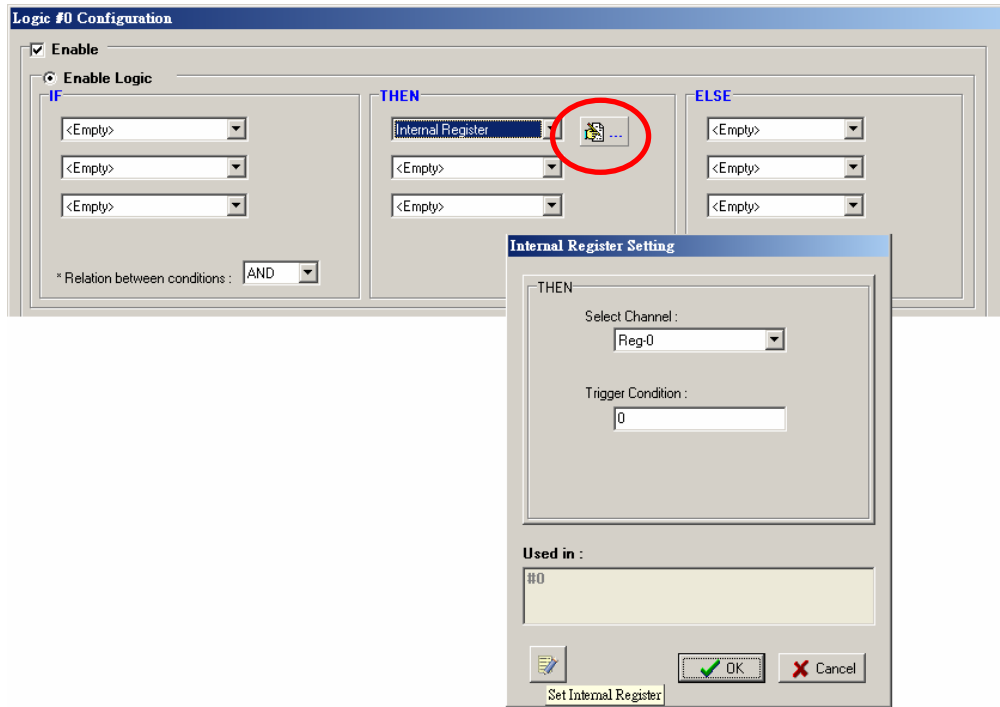 Logic #0 Configuration
Enable
Enable Logic
IF
THEN
ELSE
<Empty>
Internal Register
...
<Empty>
<Empty>
<Empty>
<Empty>
<Empty>
<Empty>
<Empty>
* Relation between conditions :
AND
Internal Register Setting
THEN
Select Channel :
Reg-0
Trigger Condition :
0
Used in :
#0
OK
Cancel
Set Internal Register